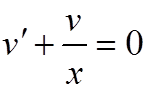 v′ + v/x = 0